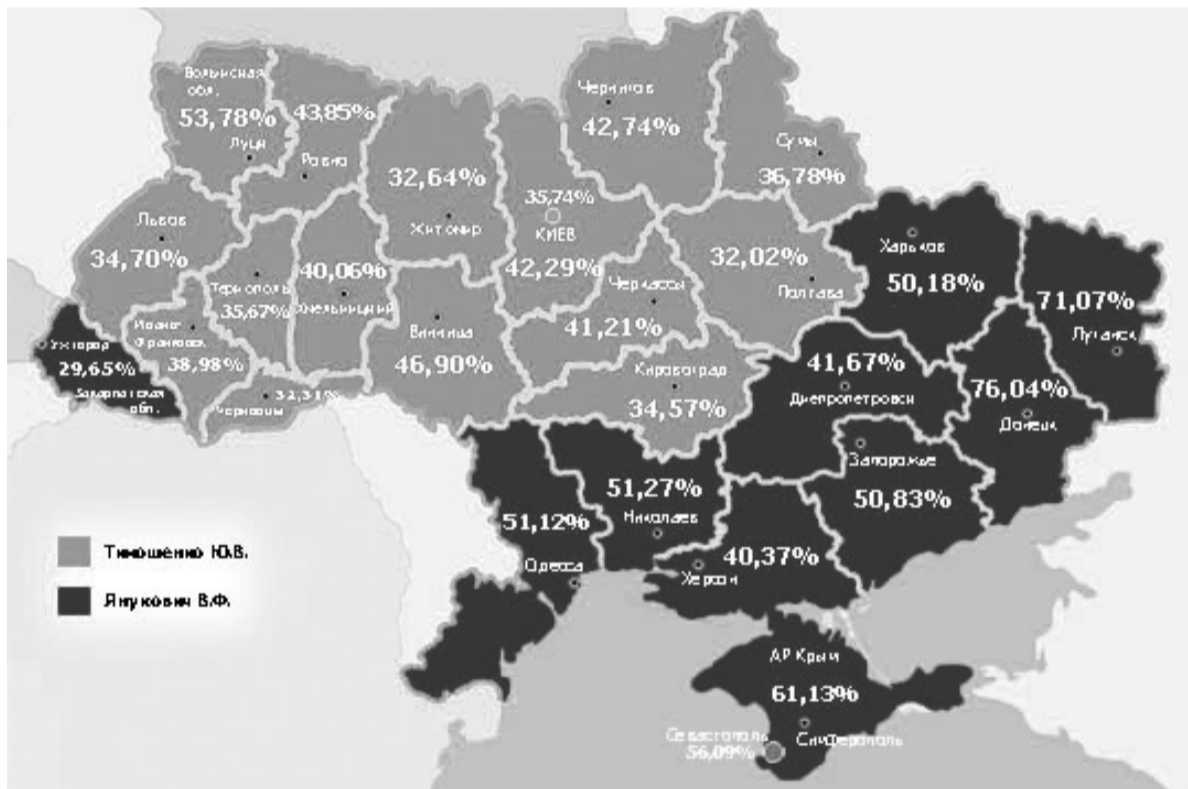 Волынская
обл.
53,78%
Луцк
43,85%
Ровно
32,64%
Житомир
35,74%
КИЕВ
42,29%
Чернигов
42,74%
Сумы
36,78%
Львов
34,70%
Тернополь
35,67%
40,06%
Хмельницкий
Винница
46,90%
Черкассы
41,21%
32,02%
Полтава
Харьков
50,18%
71,07%
Луганск
Ужгород
29,65%
Закарпатская
обл.
Ивано-
Франковск
38,98%
Черновцы
Кировоград
34,57%
41,67%
Днепропетровск
76,04%
Донецк
Запорожье
50,83%
51,27%
Николаев
51,12%
Одесса
40,37%
Херсон
АР Крым
61,13%
Симферополь
Севастополь
56,09%
Тимошенко Ю.В.
Янукович В.Ф.